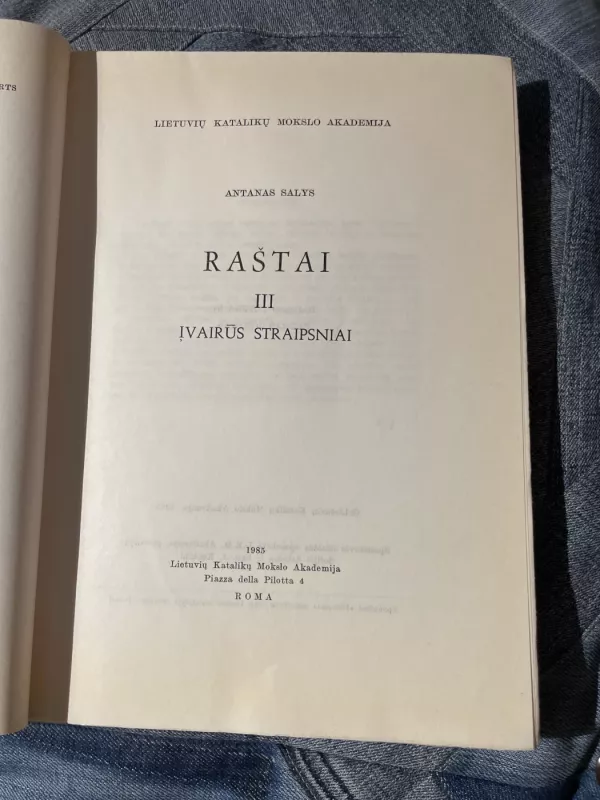 RTS
LIETUVIŲ KATALIKŲ MOKSLO AKADEMIJA
ANTANAS SALYS
RAŠTAI
III
ĮVAIRŪS STRAIPSNIAI
1985
Lietuvių Katalikų Mokslo Akademija
Piazza della Pilotta 4
ROMA